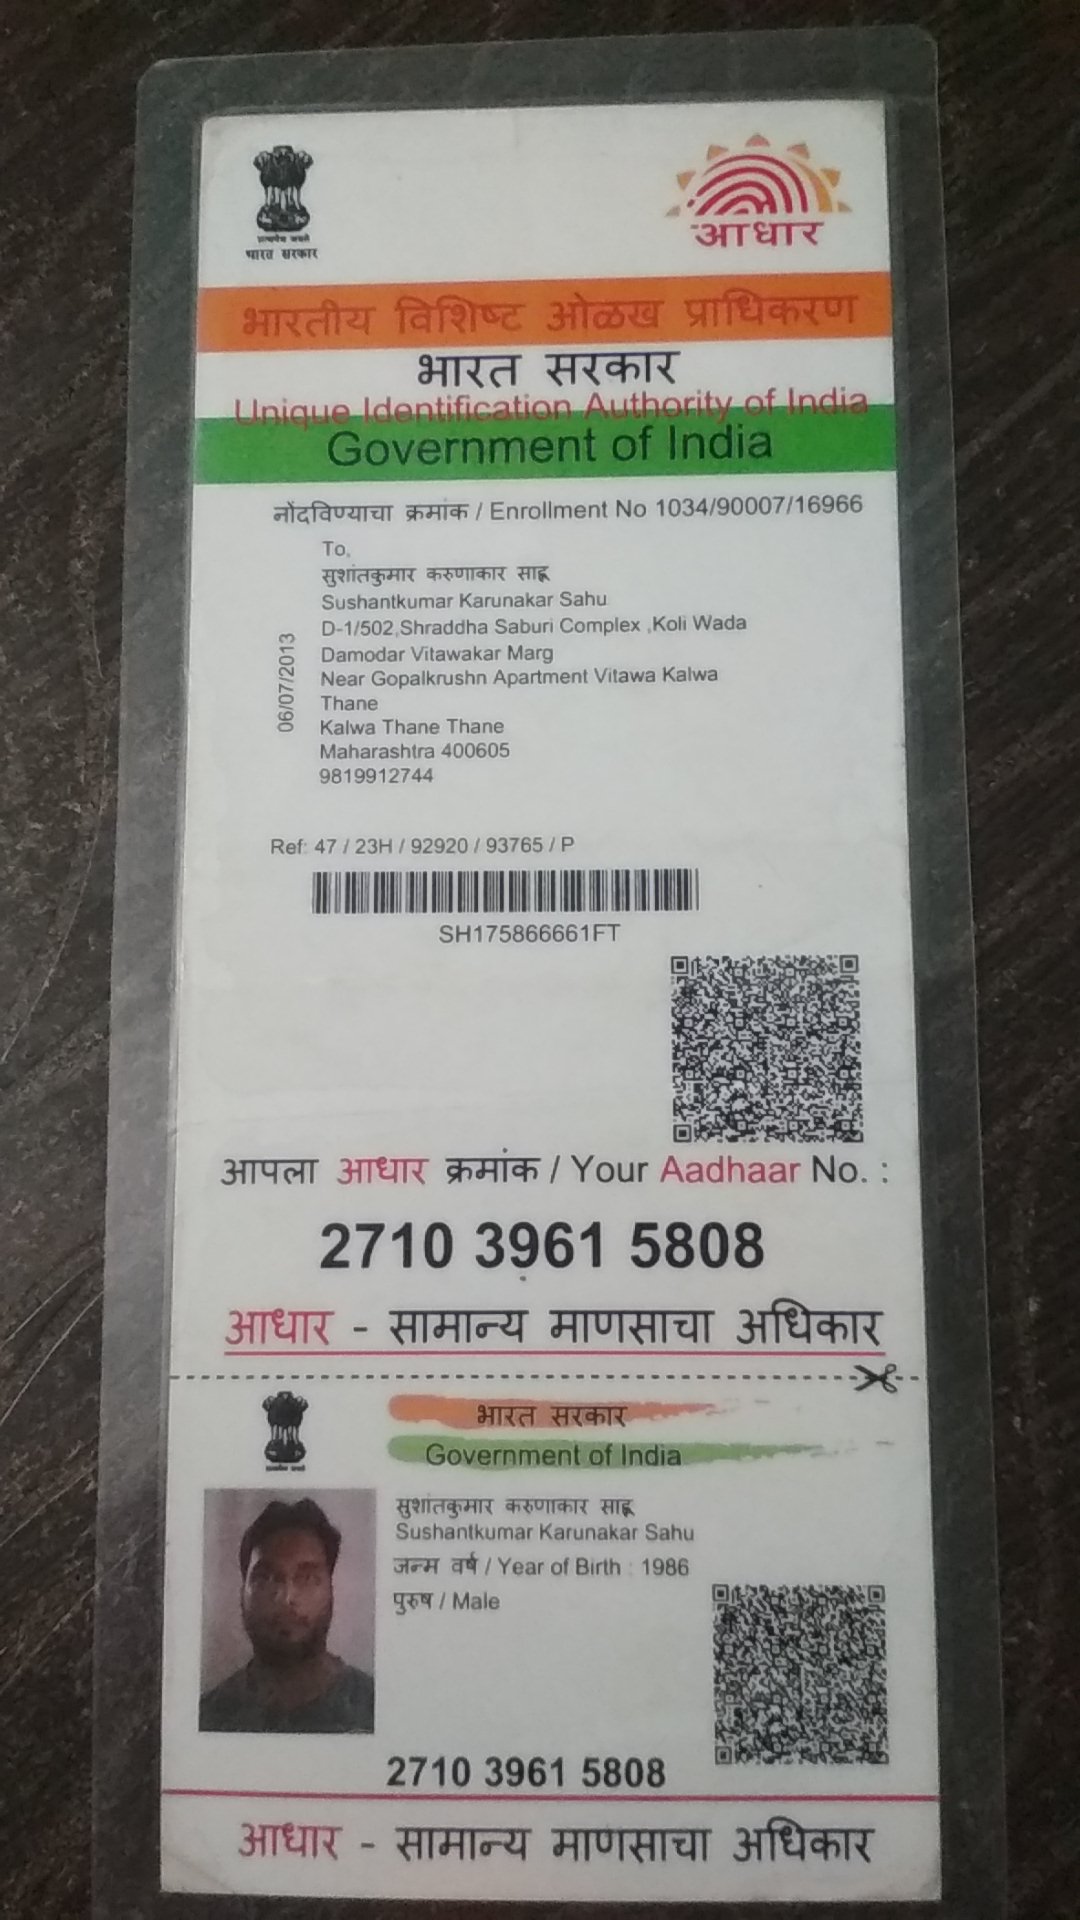 सत्यमेव जयते
भारत सरकार
आधार
भारतीय विशिष्ट ओळख प्राधिकरण
भारत सरकार
Unique Identification Authority of India
Government of India
नोंदविण्याचा क्रमांक / Enrollment No 1034/90007/16966
To,
सुशांतकुमार करुणाकार साहू
Sushantkumar Karunakar Sahu
D-1/502,Shraddha Saburi Complex ,Koli Wada
Damodar Vitawakar Marg
Near Gopalkrushn Apartment Vitawa Kalwa
Thane
Kalwa Thane Thane
Maharashtra 400605
9819912744
06/07/2013
Ref: 47 / 23H / 92920 / 93765 / P
SH175866661FT
आपला आधार क्रमांक / Your Aadhaar No. :
2710 3961 5808
आधार - सामान्य माणसाचा अधिकार
भारत सरकार
Government of India
सुशांतकुमार करुणाकार साहू
Sushantkumar Karunakar Sahu
जन्म वर्ष / Year of Birth : 1986
पुरुष / Male
2710 3961 5808
आधार - सामान्य माणसाचा अधिकार